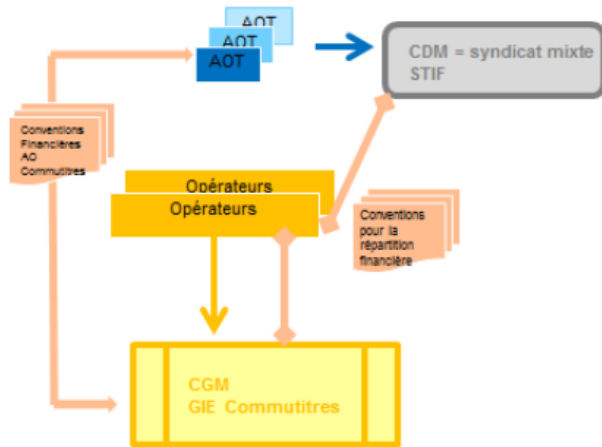 AOT
AOT
AOT
CDM = syndicat mixte
STIF
Conventions
Financières
AO
Commutitres
Opérateurs
Opérateurs
Conventions
pour la
répartition
financière
CGM
GIE Commutitres